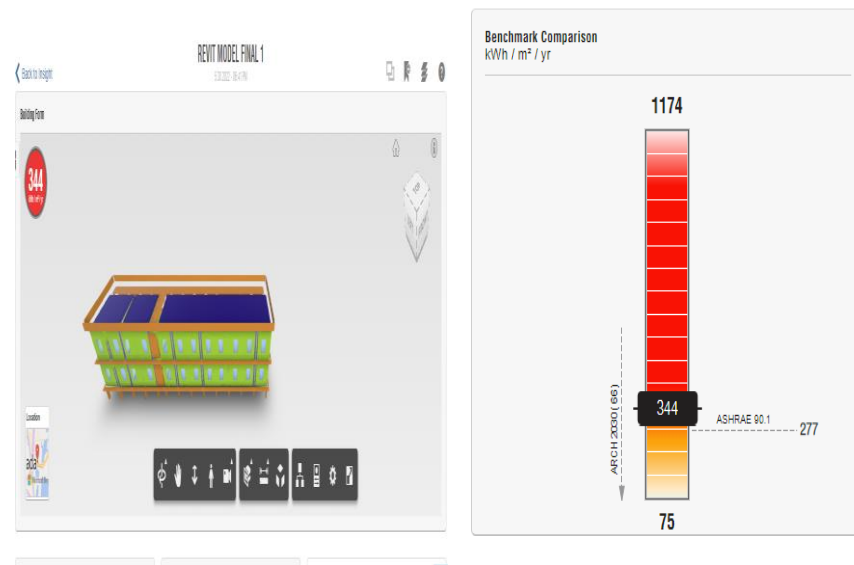 REVIT MODEL FINAL 1
Back to Insight
Building Form
344
Location
ada
Benchmark Comparison
kWh / m² / yr
1174
344
ARCH 2030 (66)
ASHRAE 90.1
277
75